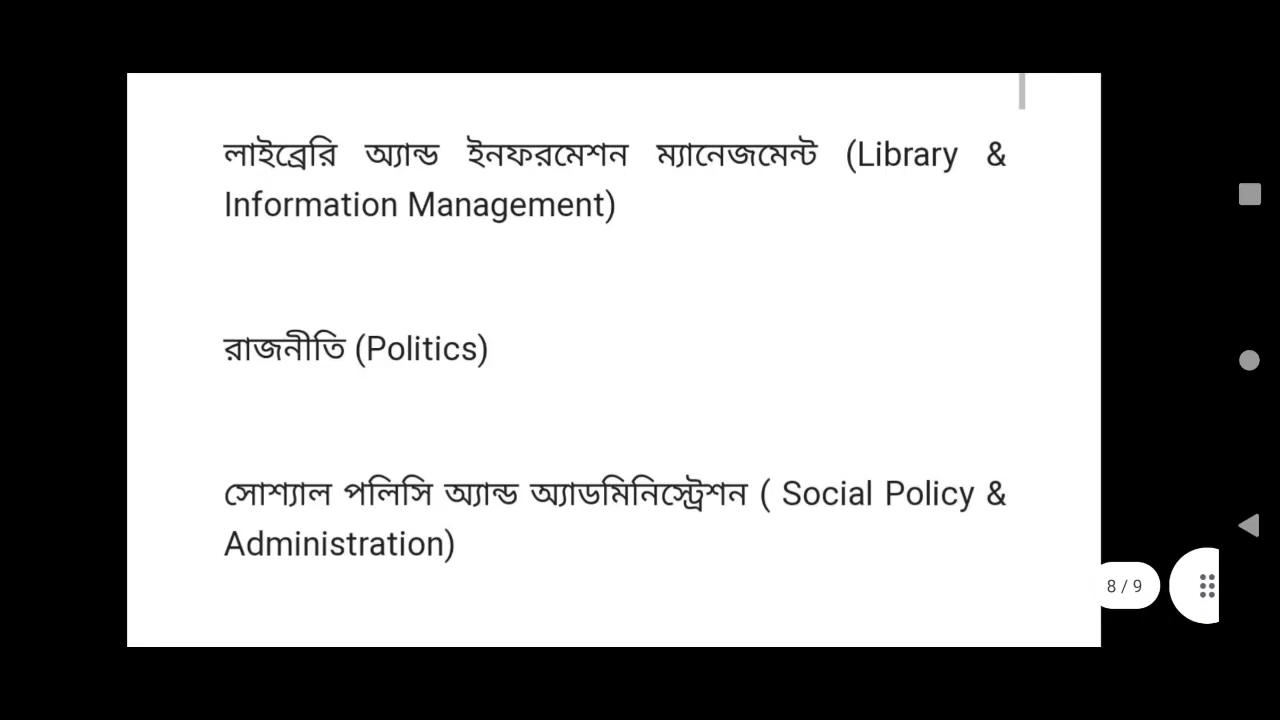 লাইব্রেরি অ্যান্ড ইনফরমেশন ম্যানেজমেন্ট (Library &
Information Management)
রাজনীতি (Politics)
সোশ্যাল পলিসি অ্যান্ড অ্যাডমিনিস্ট্রেশন ( Social Policy &
Administration)
8 / 9